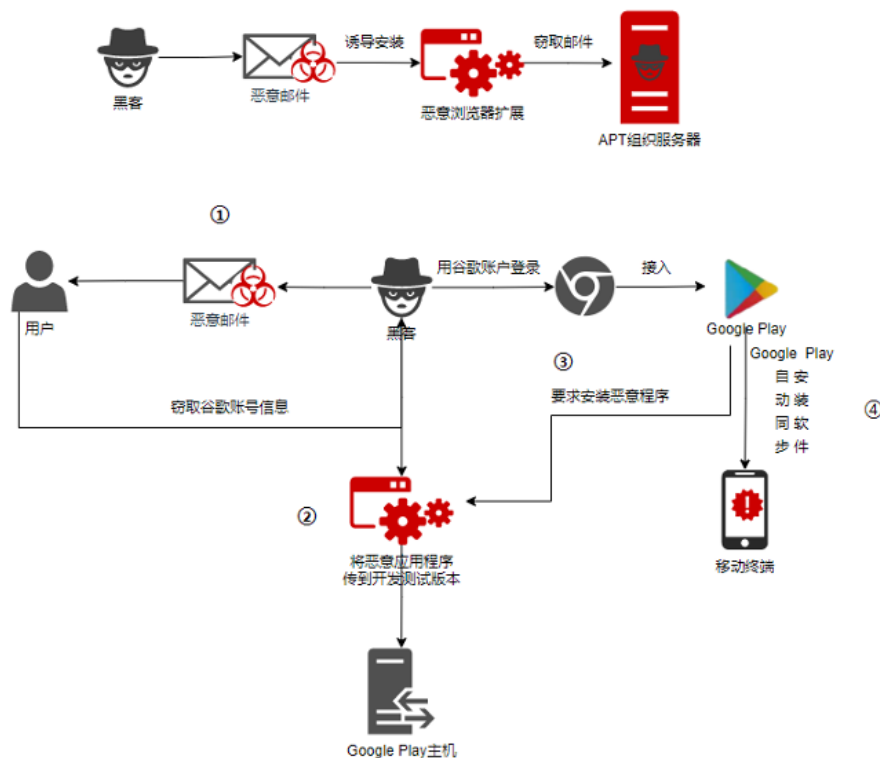 诱导安装
窃取邮件
黑客
恶意邮件
恶意浏览器扩展
APT组织服务器
①
用谷歌账户登录
接入
用户
恶意邮件
黑客
Google Play
③
Google Play
自 安
动 装
同 软
步 件
要求安装恶意程序
④
窃取谷歌账号信息
②
将恶意应用程序
传到开发测试版本
移动终端
Google Play主机